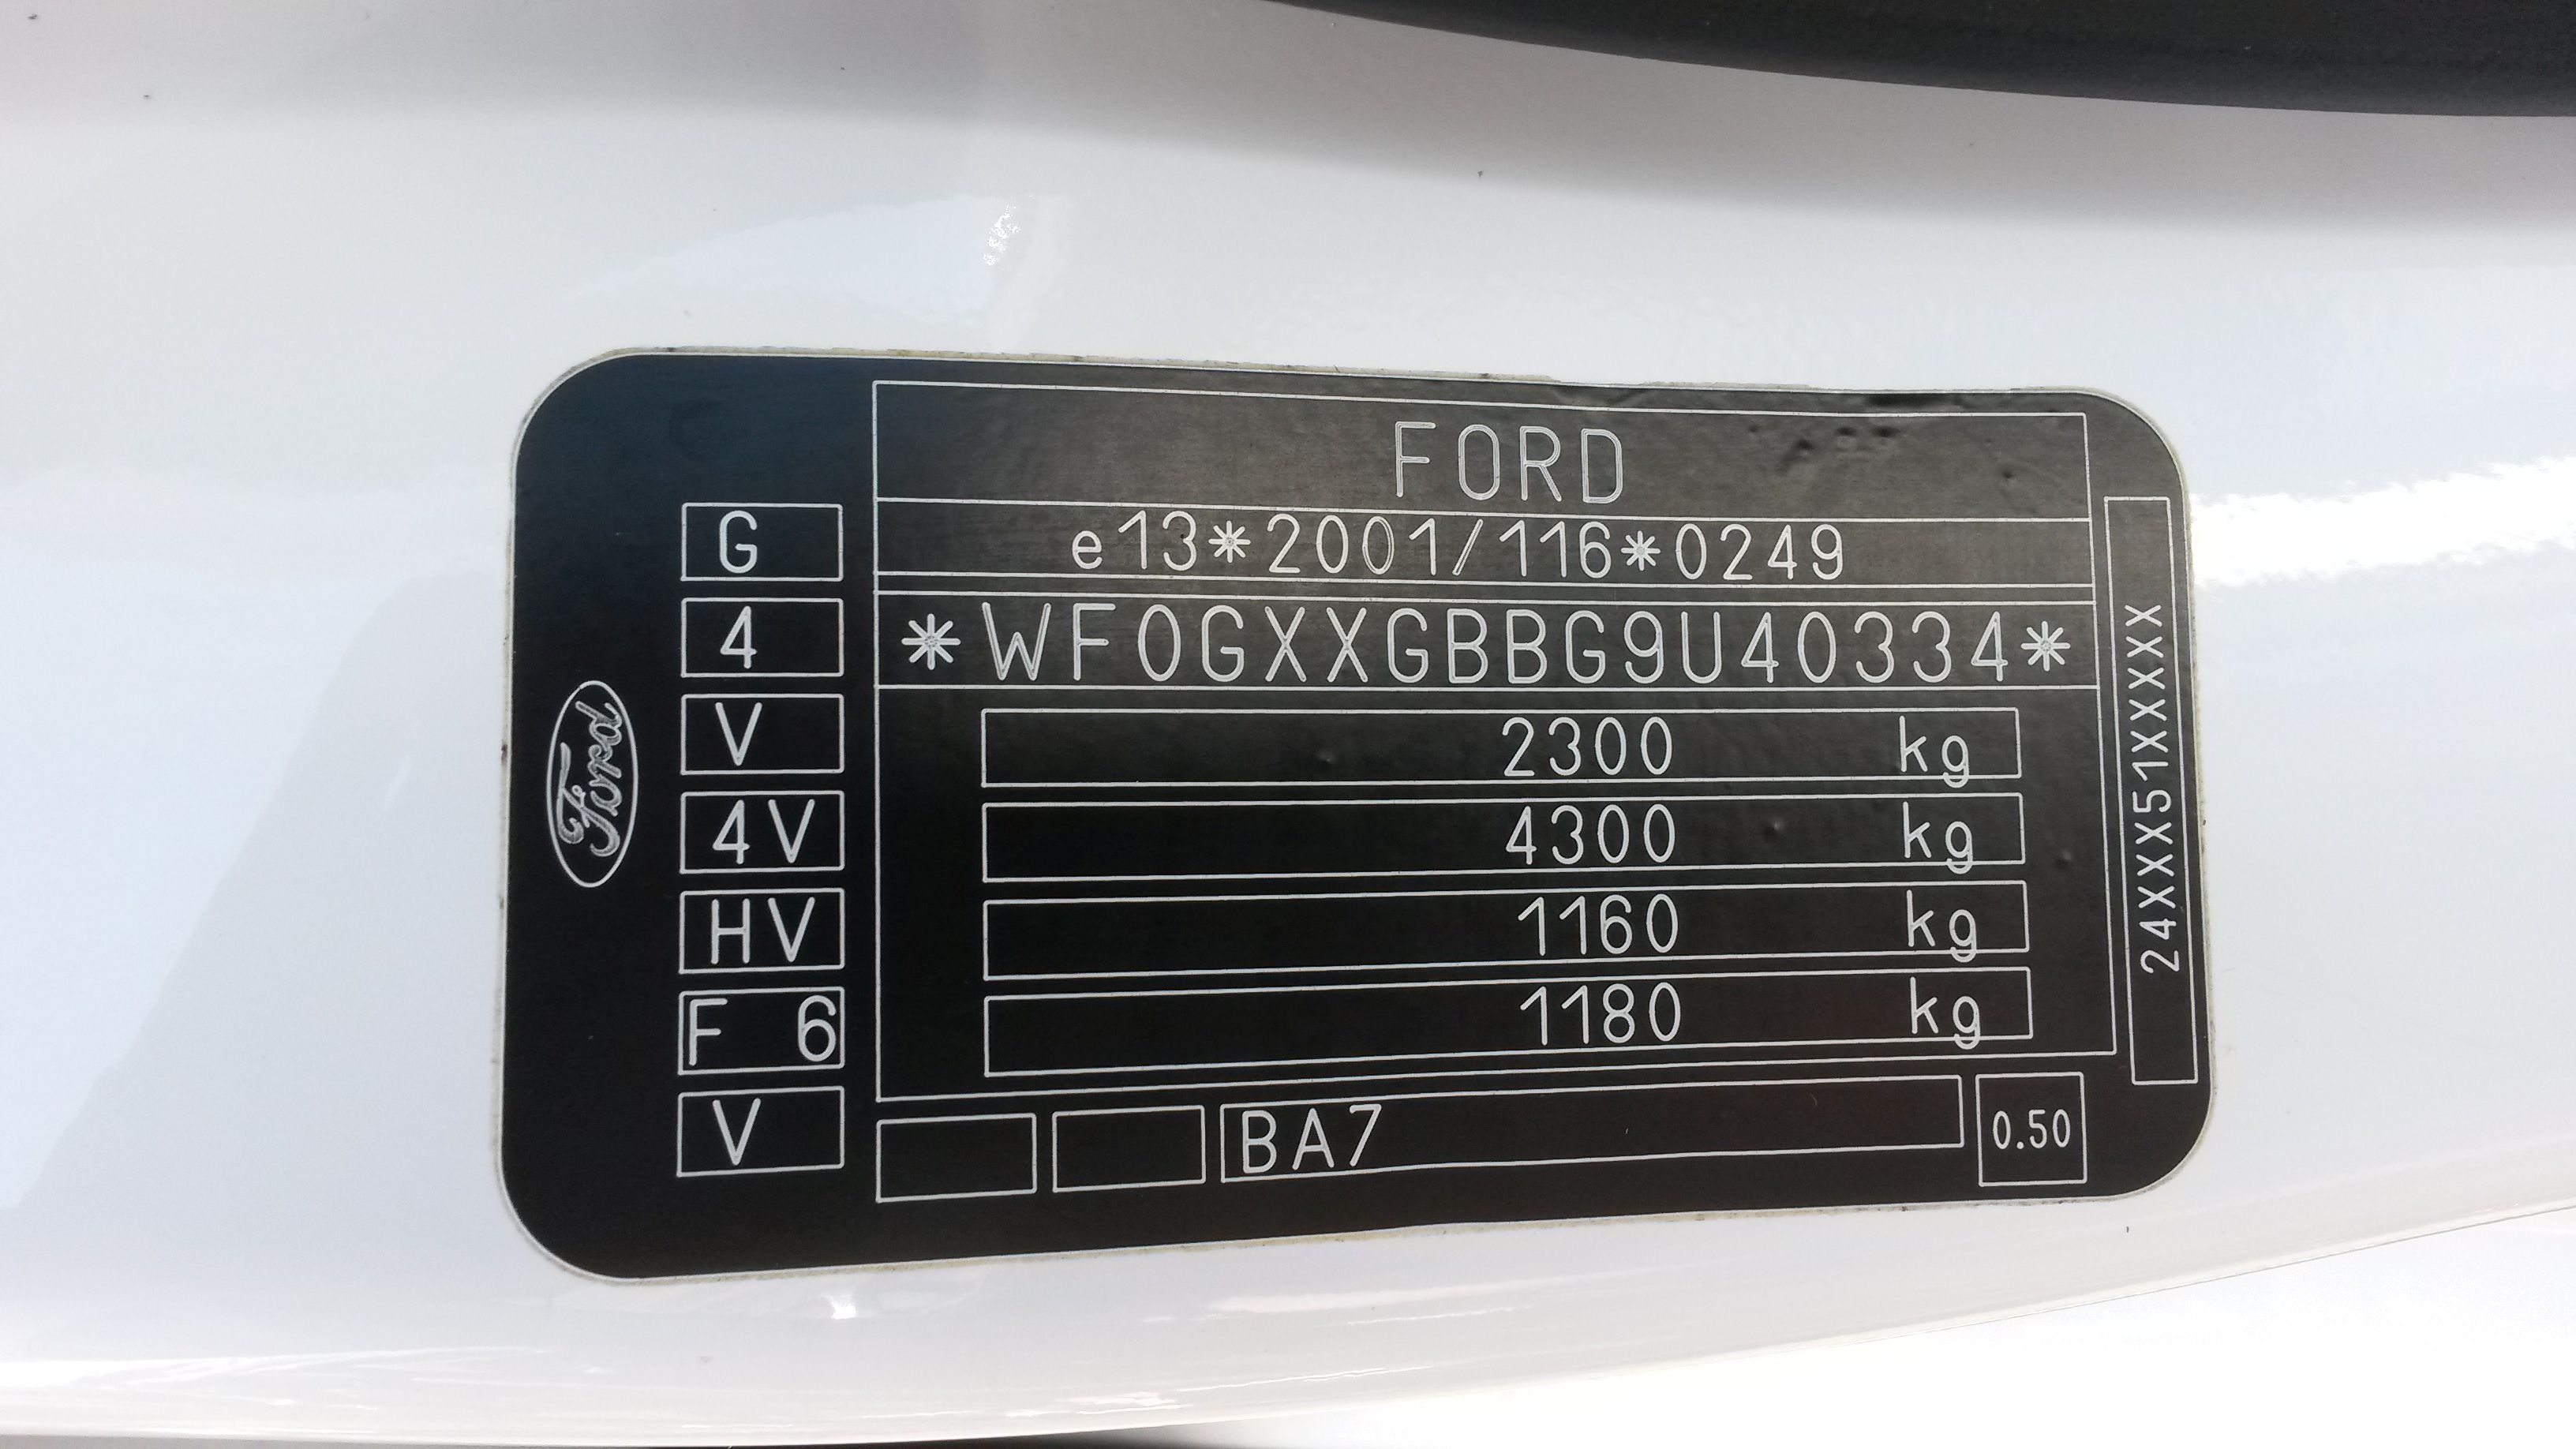 FORD
e13*2001/116*0249
*WF0GXXGBBG9U40334*
2300 kg
4300 kg
1160 kg
1180 kg
BA7
0.50
G
4
V
4V
HV
F 6
V
Ford
24XXX51XXXXX